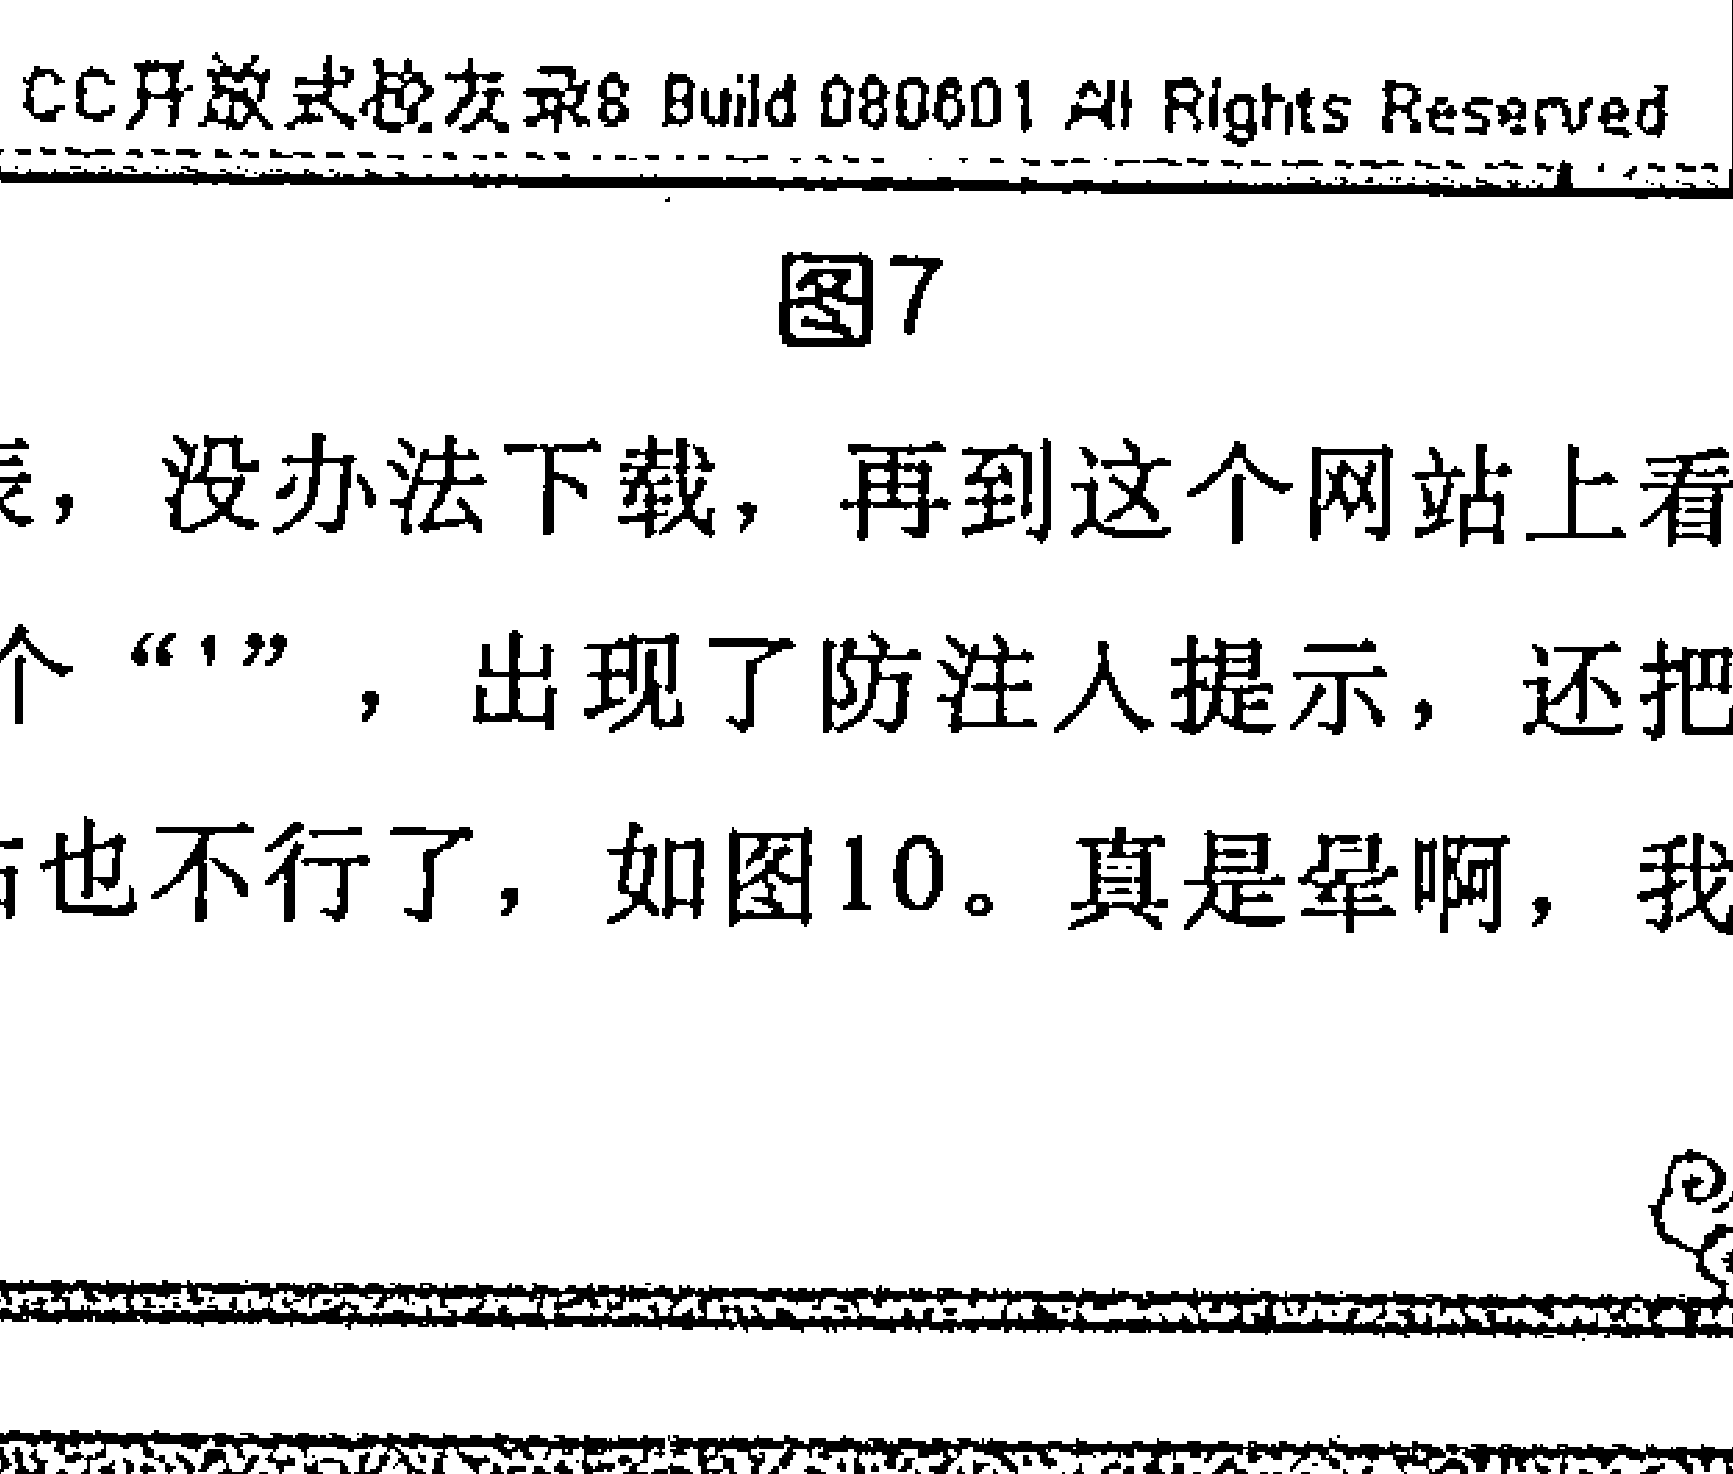 CC开放式校友录8 Build 080601 All Rights Reserved
图7
表，没办法下载，再到这个网站上看
个“'”，出现了防注人提示，还把
站也不行了，如图10。真是晕啊，我